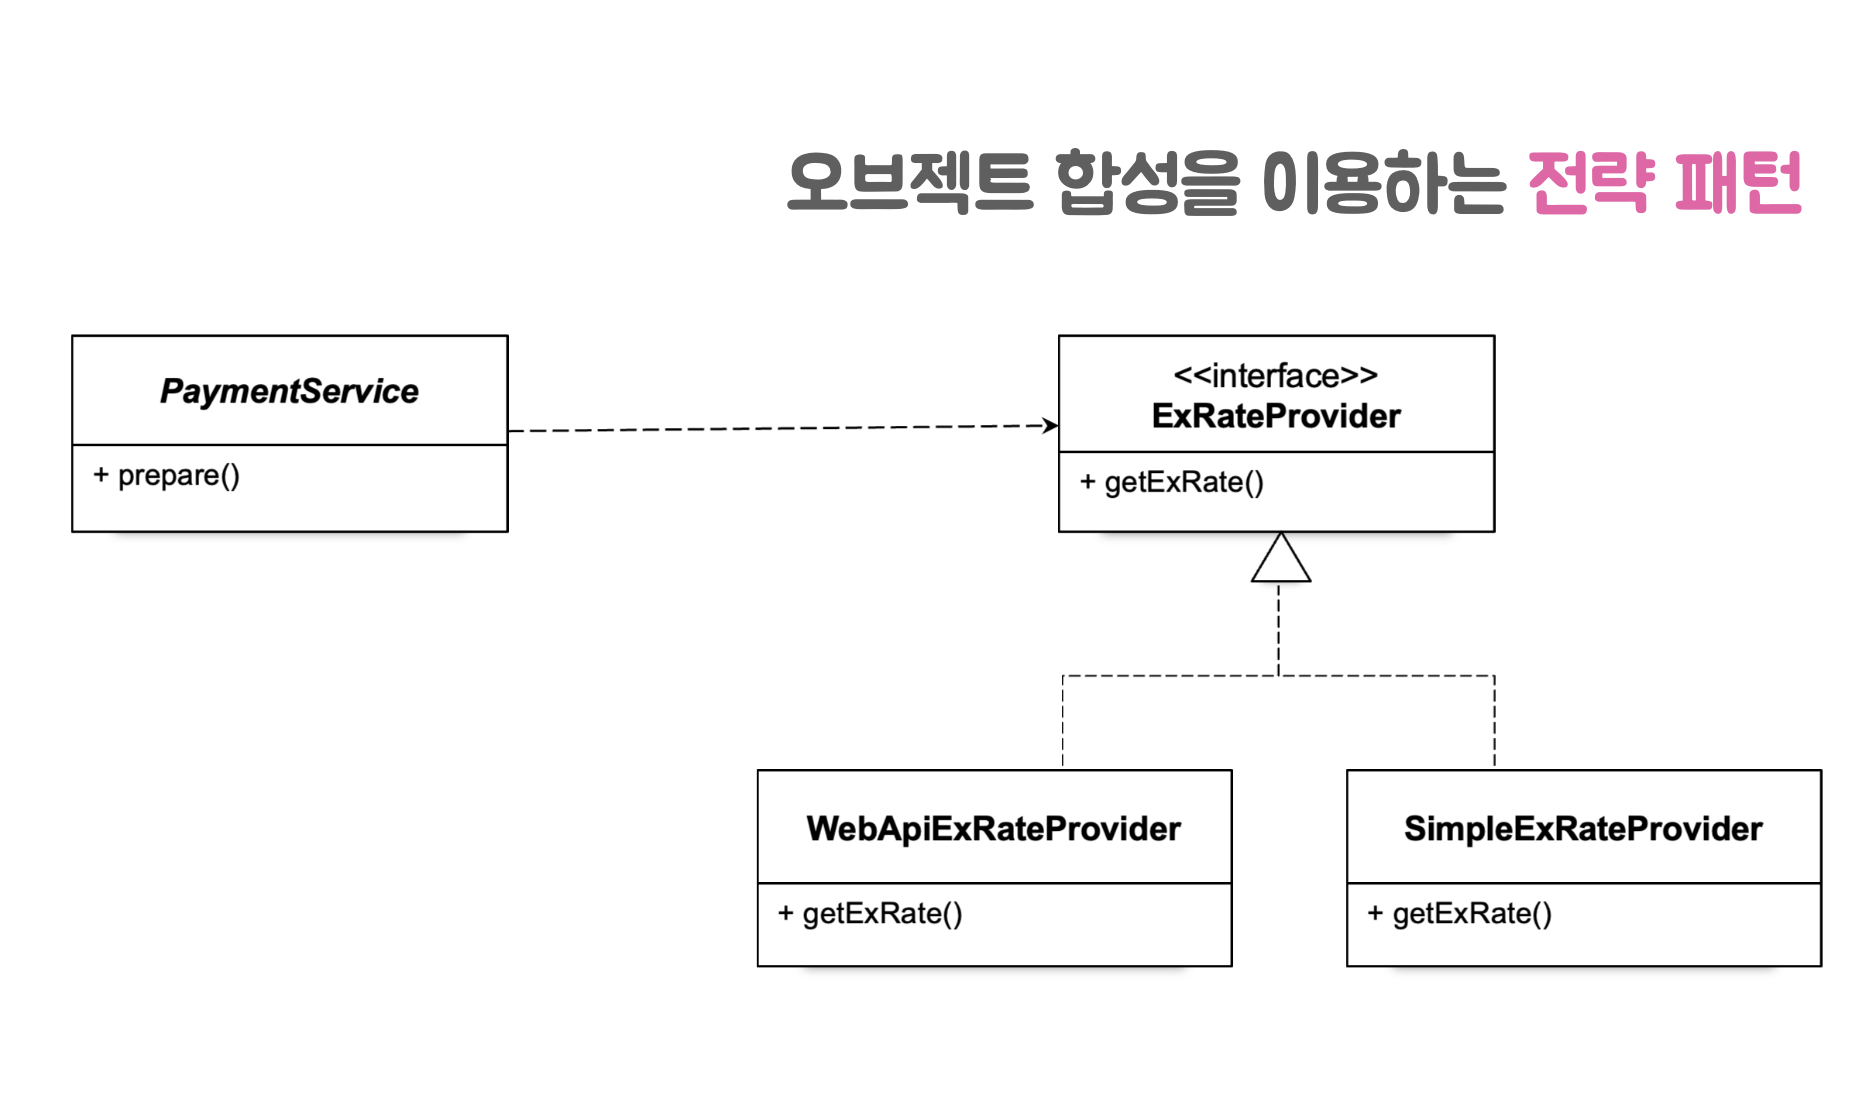 오브젝트 합성을 이용하는 전략 패턴
PaymentService
+ prepare()
<<interface>>
ExRateProvider
+ getExRate()
WebApiExRateProvider
+ getExRate()
SimpleExRateProvider
+ getExRate()